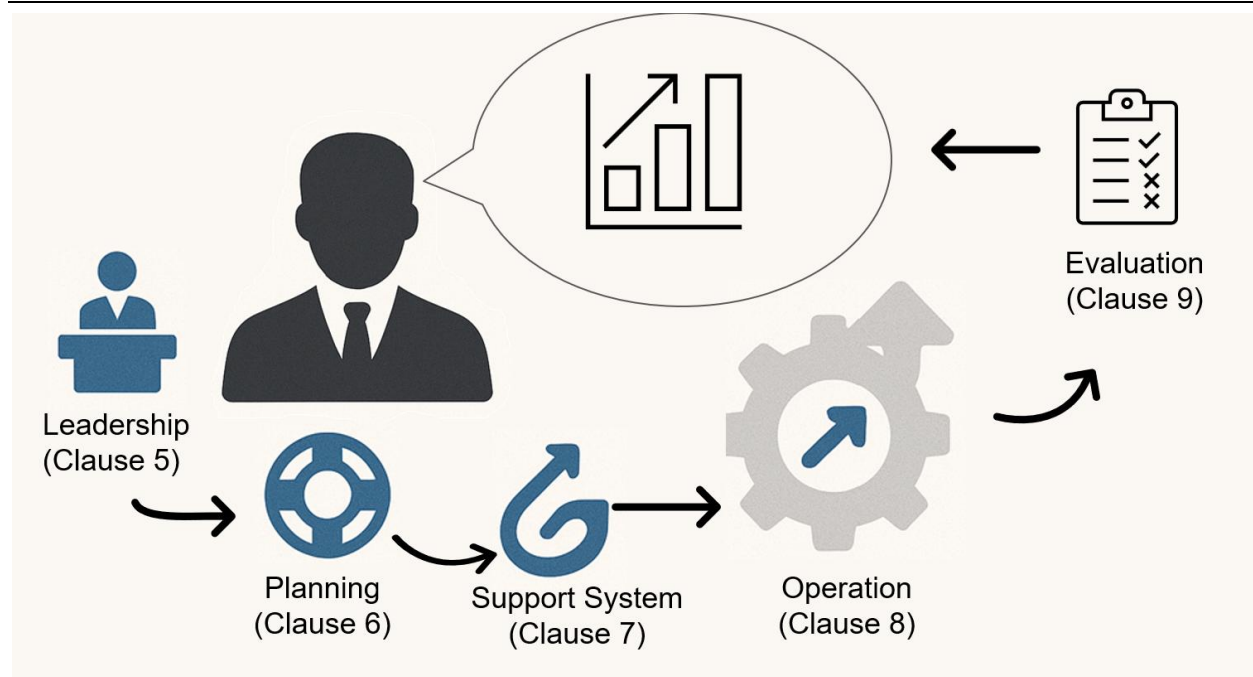 Leadership
(Clause 5)
Planning
(Clause 6)
Support System
(Clause 7)
Operation
(Clause 8)
Evaluation
(Clause 9)